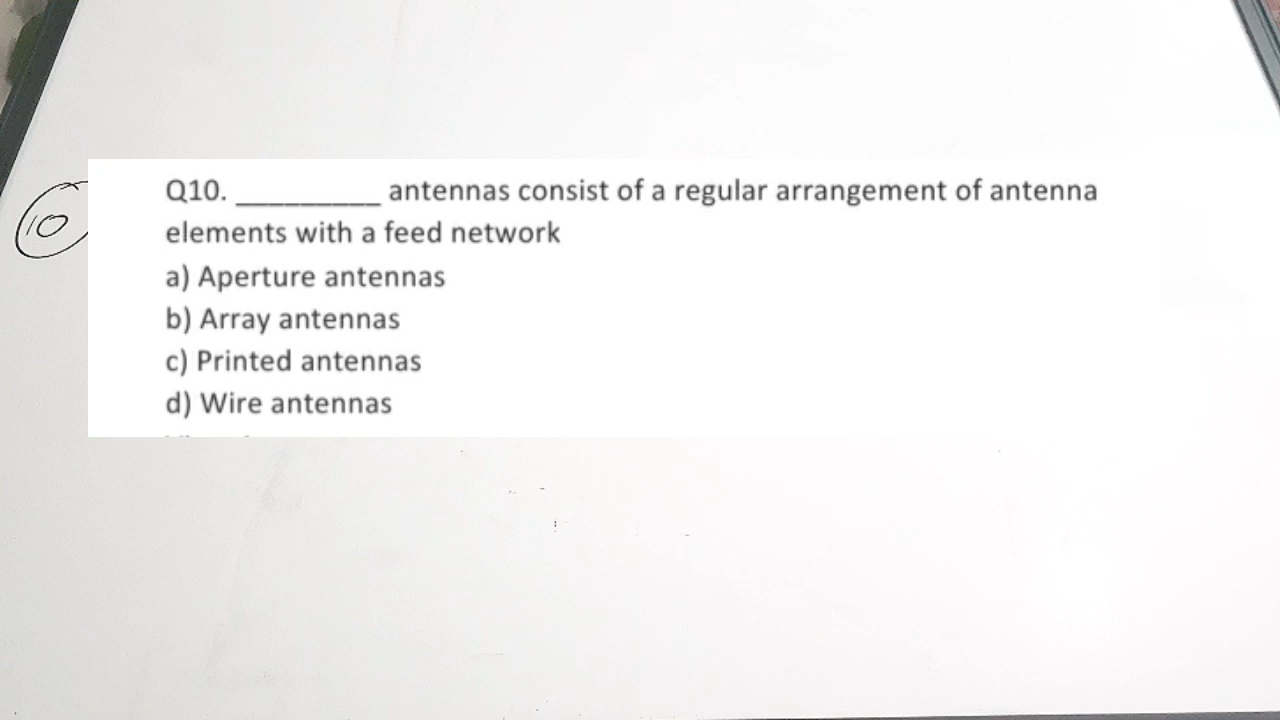 10
Q10. _________ antennas consist of a regular arrangement of antenna
elements with a feed network
a) Aperture antennas
b) Array antennas
c) Printed antennas
d) Wire antennas